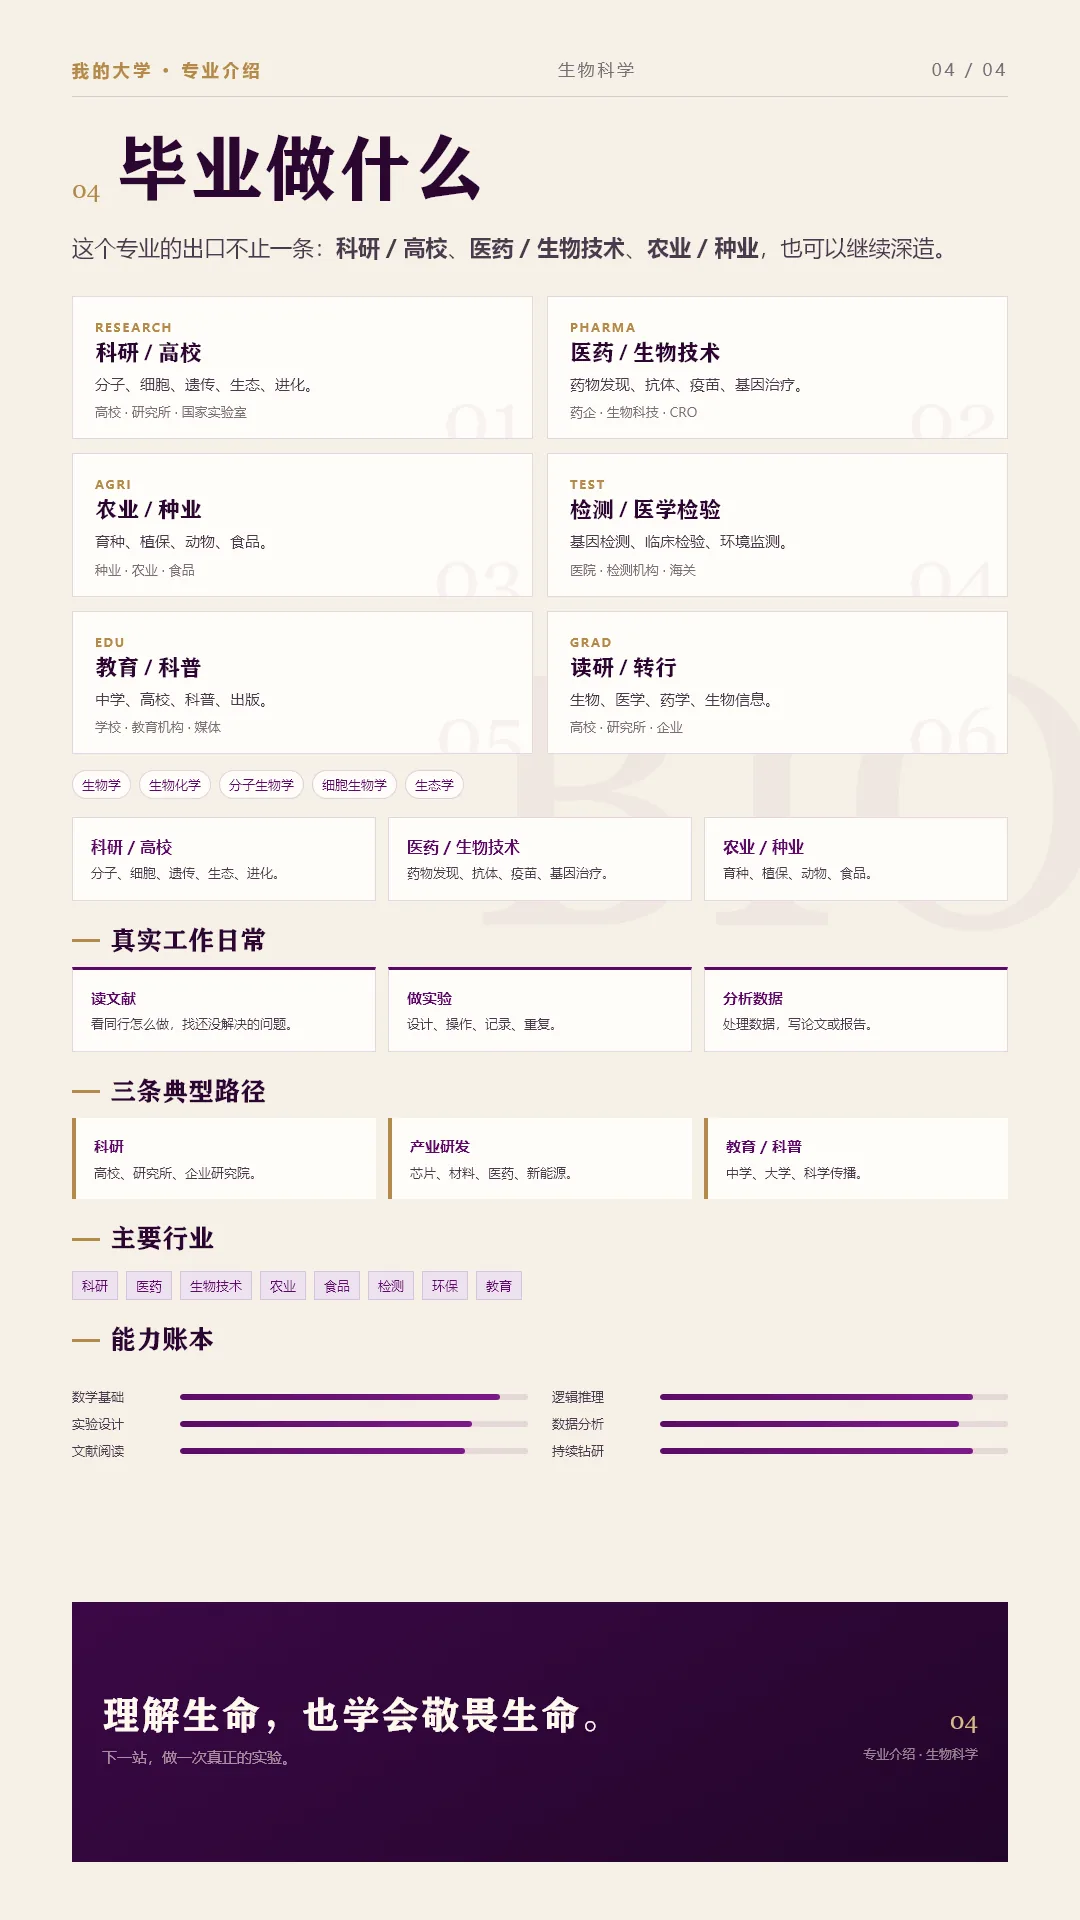 我的大学 · 专业介绍
生物科学
04 / 04
04 毕业做什么
这个专业的出口不止一条：科研 / 高校、医药 / 生物技术、农业 / 种业，也可以继续深造。
RESEARCH
科研 / 高校
分子、细胞、遗传、生态、进化。
高校 · 研究所 · 国家实验室
01
PHARMA
医药 / 生物技术
药物发现、抗体、疫苗、基因治疗。
药企 · 生物科技 · CRO
02
AGRI
农业 / 种业
育种、植保、动物、食品。
种业 · 农业 · 食品
03
TEST
检测 / 医学检验
基因检测、临床检验、环境监测。
医院 · 检测机构 · 海关
04
EDU
教育 / 科普
中学、高校、科普、出版。
学校 · 教育机构 · 媒体
05
GRAD
读研 / 转行
生物、医学、药学、生物信息。
高校 · 研究所 · 企业
06
BIO
生物学
生物化学
分子生物学
细胞生物学
生态学
科研 / 高校
分子、细胞、遗传、生态、进化。
医药 / 生物技术
药物发现、抗体、疫苗、基因治疗。
农业 / 种业
育种、植保、动物、食品。
真实工作日常
读文献
看同行怎么做，找还没解决的问题。
做实验
设计、操作、记录、重复。
分析数据
处理数据，写论文或报告。
三条典型路径
科研
高校、研究所、企业研究院。
产业研发
芯片、材料、医药、新能源。
教育 / 科普
中学、大学、科学传播。
主要行业
科研
医药
生物技术
农业
食品
检测
环保
教育
能力账本
数学基础
逻辑推理
实验设计
数据分析
文献阅读
持续钻研
理解生命，也学会敬畏生命。
下一站，做一次真正的实验。
04
专业介绍 · 生物科学